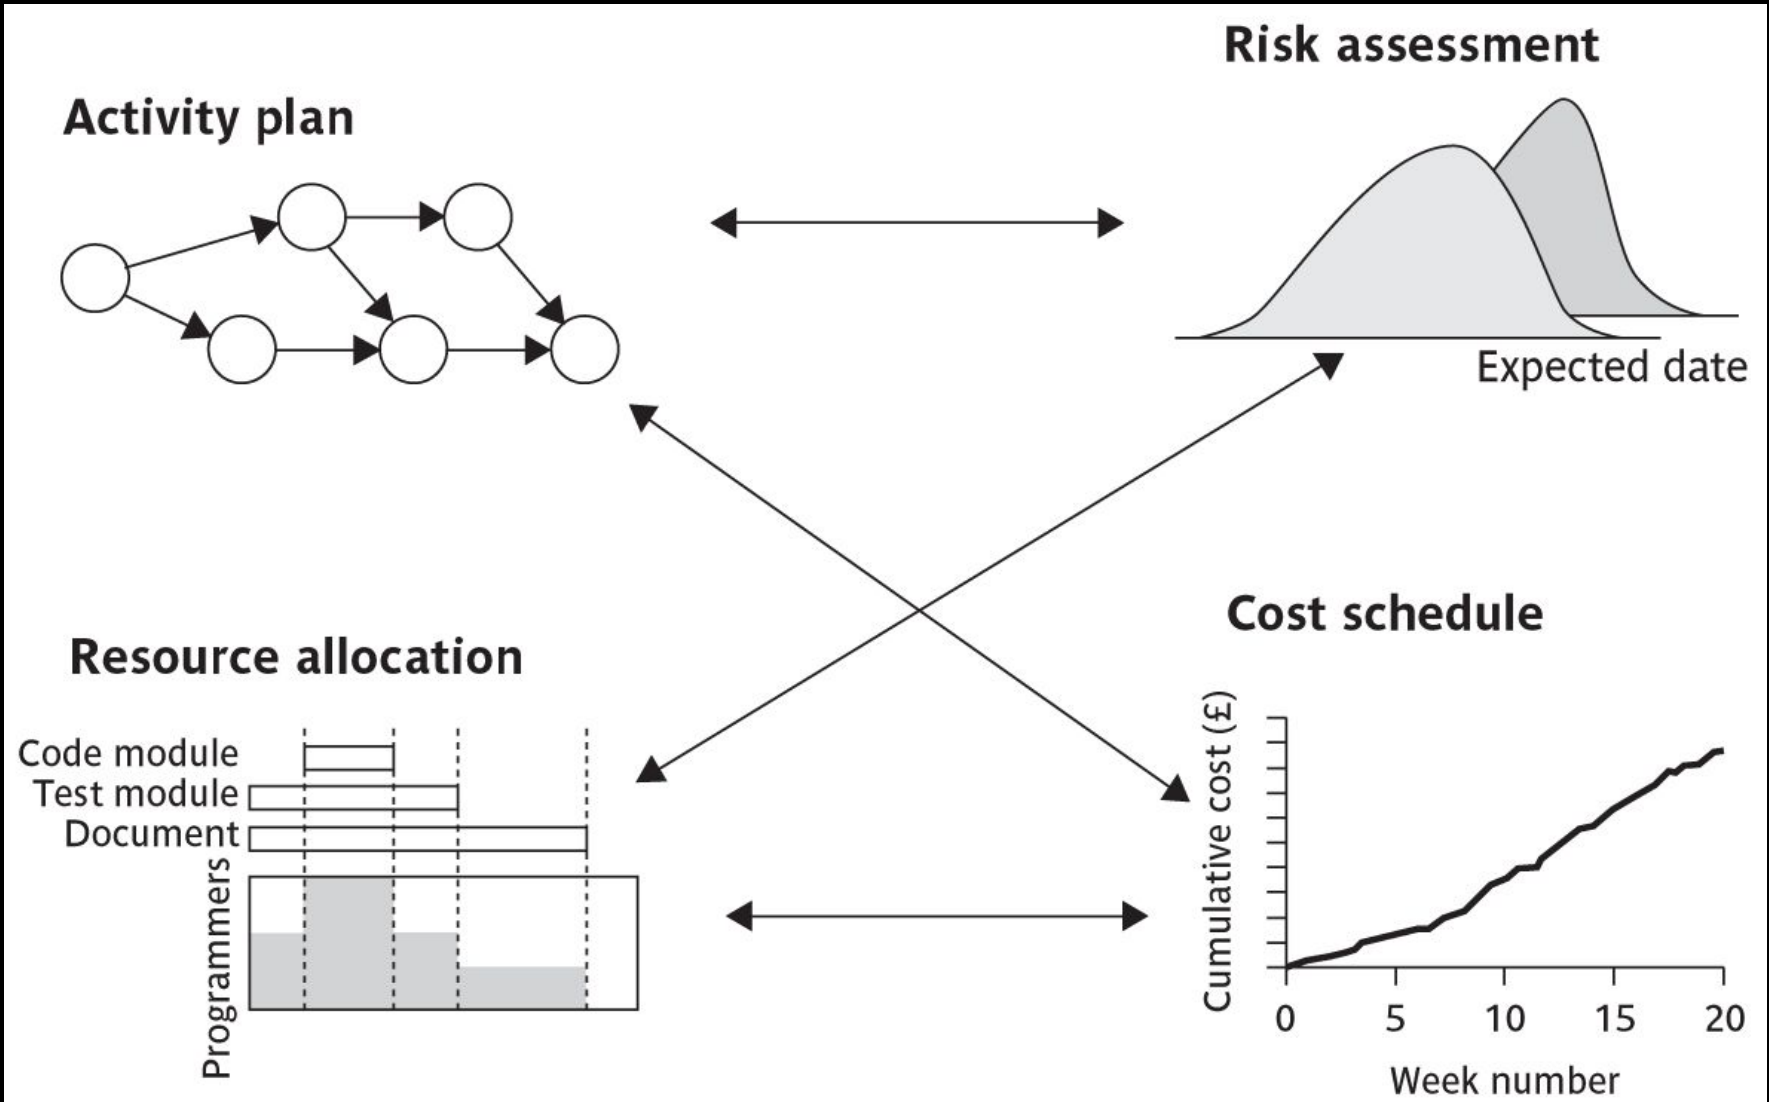 Risk assessment
Activity plan
Expected date
Cost schedule
Resource allocation
Code module
Test module
Document
Programmers
Cumulative cost (£)
0 5 10 15 20
Week number